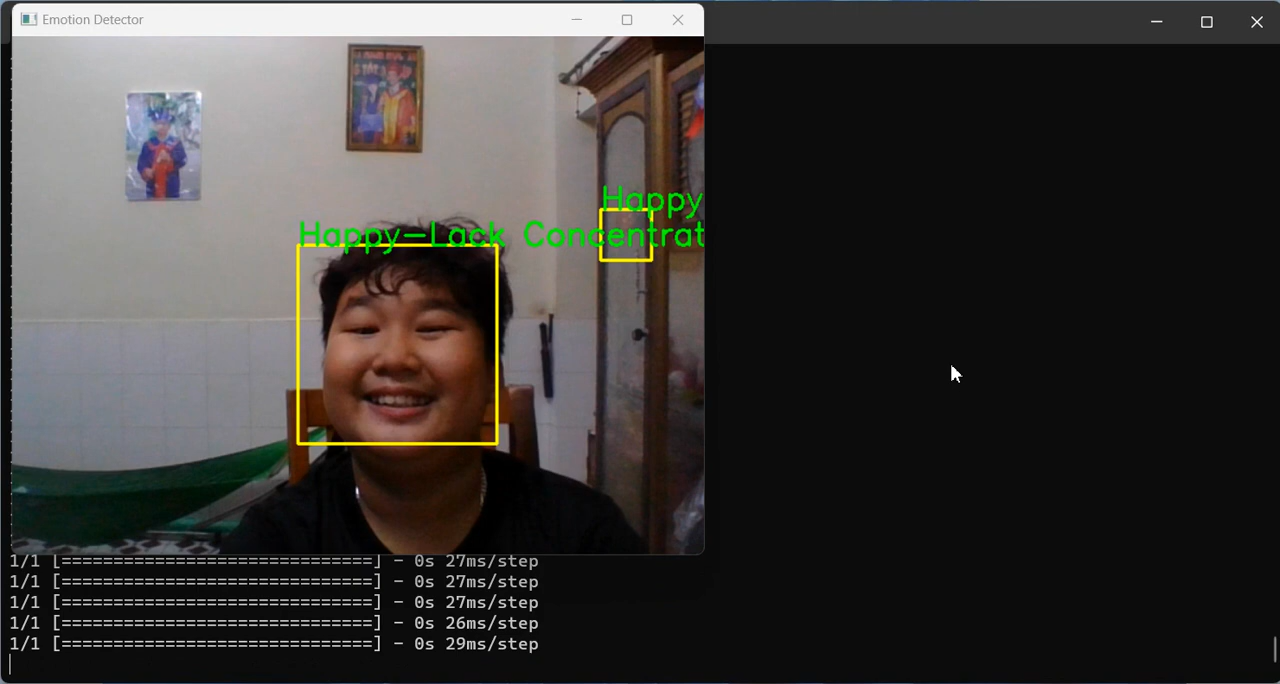 Emotion Detector
Happy
Happy-Lack Concentrat
1/1 [==============================] - 0s 27ms/step
1/1 [==============================] - 0s 27ms/step
1/1 [==============================] - 0s 27ms/step
1/1 [==============================] - 0s 26ms/step
1/1 [==============================] - 0s 29ms/step